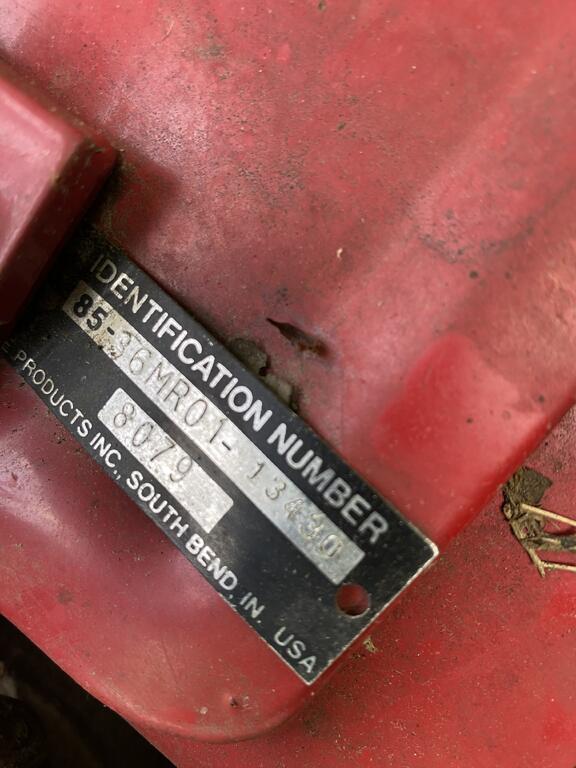 IDENTIFICATION NUMBER
85-36MR01- 13430
8079
E PRODUCTS INC., SOUTH BEND, IN. USA